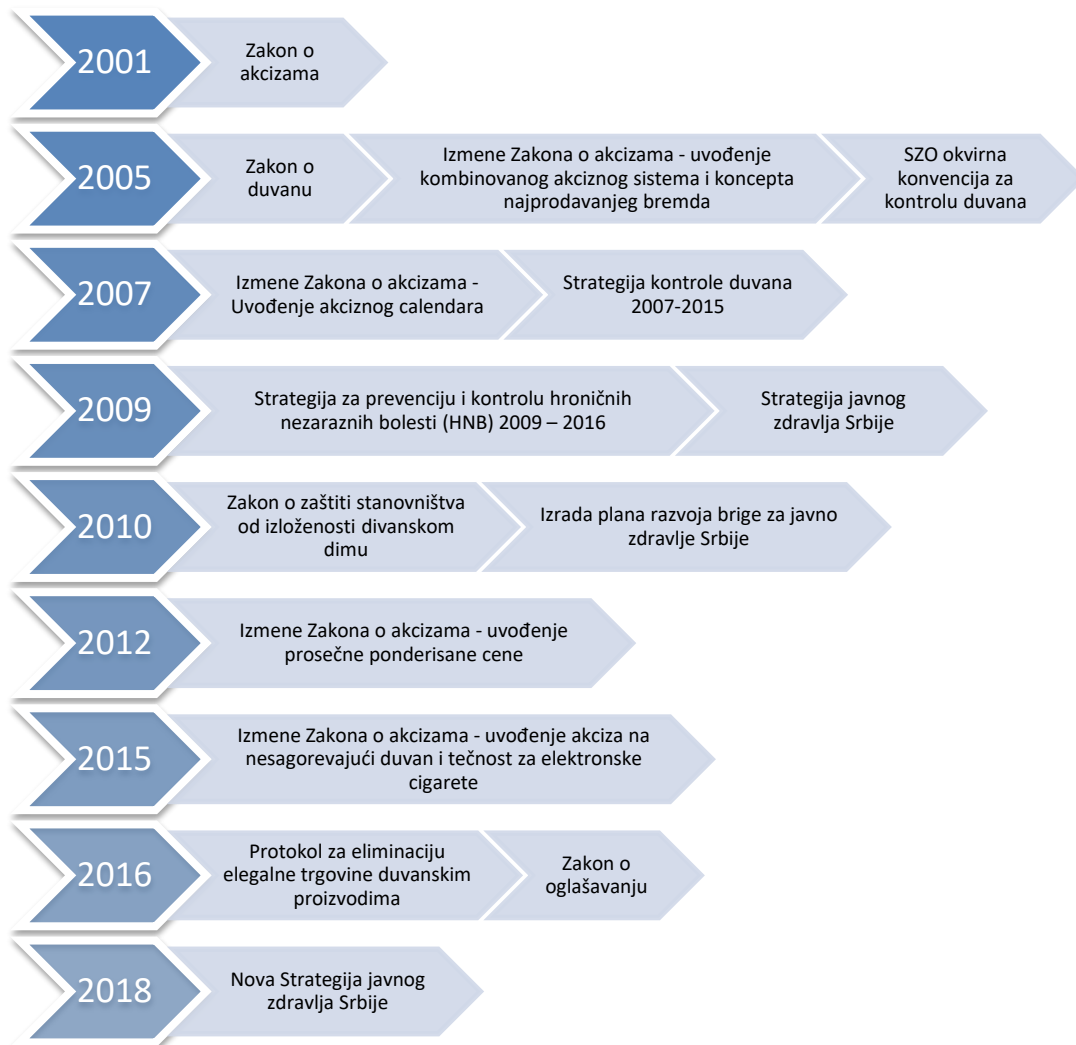 2001
Zakon o
akcizama
2005
Zakon o
duvanu
Izmene Zakona o akcizama - uvođenje
kombinovanog akciznog sistema i koncepta
najprodavanjeg bremda
SZO okvirna
konvencija za
kontrolu duvana
2007
Izmene Zakona o akcizama -
Uvođenje akciznog calendara
Strategija kontrole duvana
2007-2015
2009
Strategija za prevenciju i kontrolu hroničnih
nezaraznih bolesti (HNB) 2009 – 2016
Strategija javnog
zdravlja Srbije
2010
Zakon o zaštiti stanovništva
od izloženosti divanskom
dimu
Izrada plana razvoja brige za javno
zdravlje Srbije
2012
Izmene Zakona o akcizama - uvođenje
prosečne ponderisane cene
2015
Izmene Zakona o akcizama - uvođenje akciza na
nesagorevajući duvan i tečnost za elektronske
cigarete
2016
Protokol za eliminaciju
elegalne trgovine duvanskim
proizvodima
Zakon o
oglašavanju
2018
Nova Strategija javnog
zdravlja Srbije